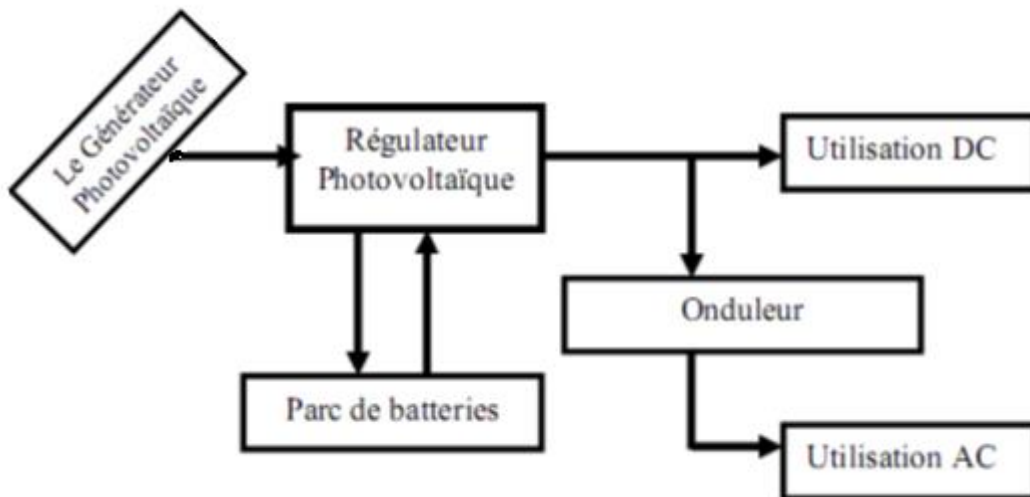 Le Générateur
Photovoltaïque
Régulateur
Photovoltaïque
Utilisation DC
Onduleur
Parc de batteries
Utilisation AC